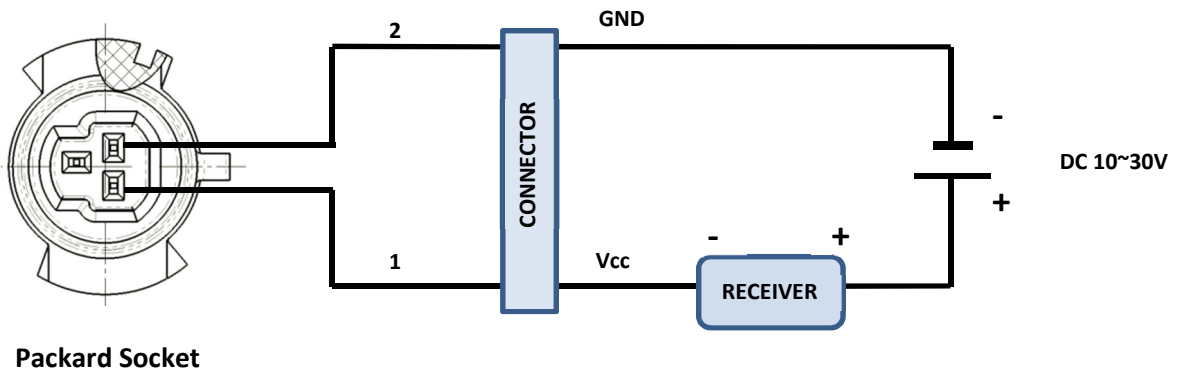 2
GND
CONNECTOR
-
DC 10~30V
+
1
Vcc
-
+
RECEIVER
Packard Socket